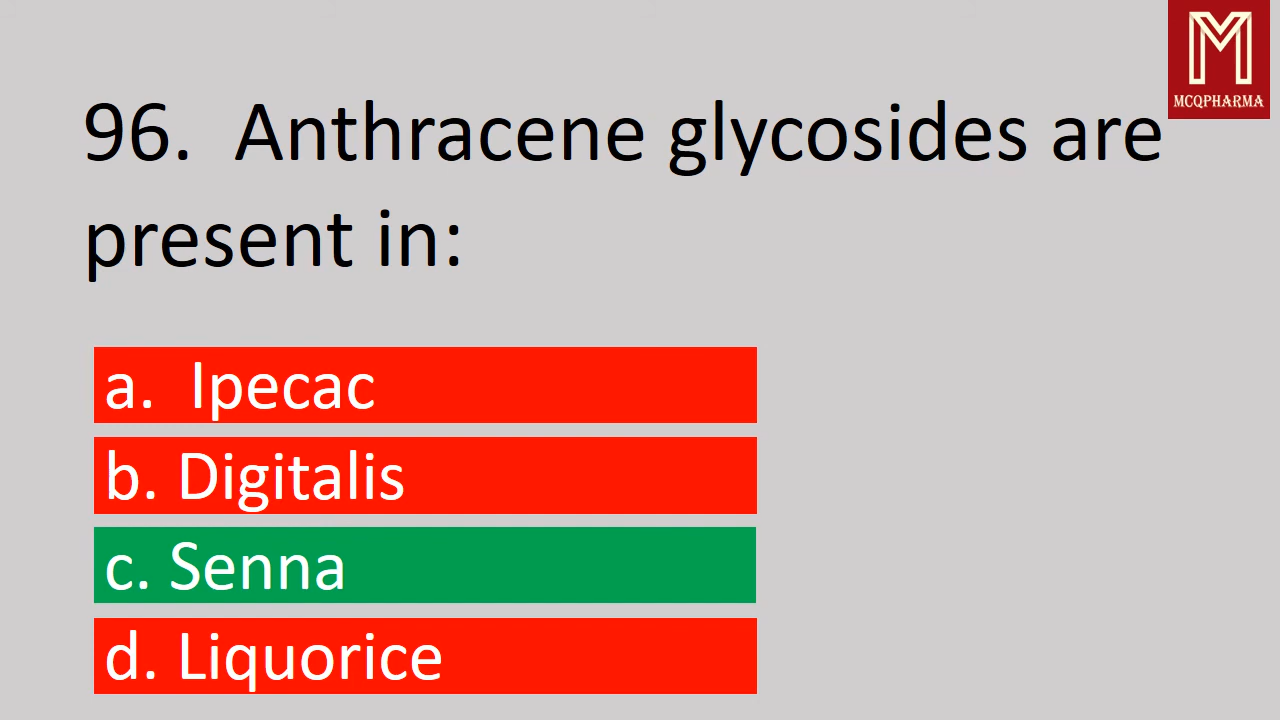 M
MCQPHARMA
96. Anthracene glycosides are
present in:
a. Ipecac
b. Digitalis
c. Senna
d. Liquorice